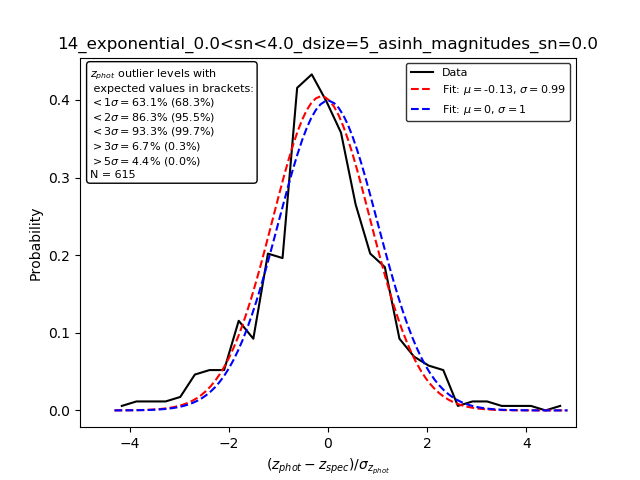 14_exponential_0.0<sn<4.0_dsize=5_asinh_magnitudes_sn=0.0
z_phot outlier levels with
expected values in brackets:
<1σ = 63.1% (68.3%)
<2σ = 86.3% (95.5%)
<3σ = 93.3% (99.7%)
>3σ = 6.7% (0.3%)
>5σ = 4.4% (0.0%)
N = 615
Data
Fit: μ = -0.13, σ = 0.99
Fit: μ = 0, σ = 1
Probability
0.4
0.3
0.2
0.1
0.0
−4 −2 0 2 4
(z_phot − z_spec)/σ_z_phot